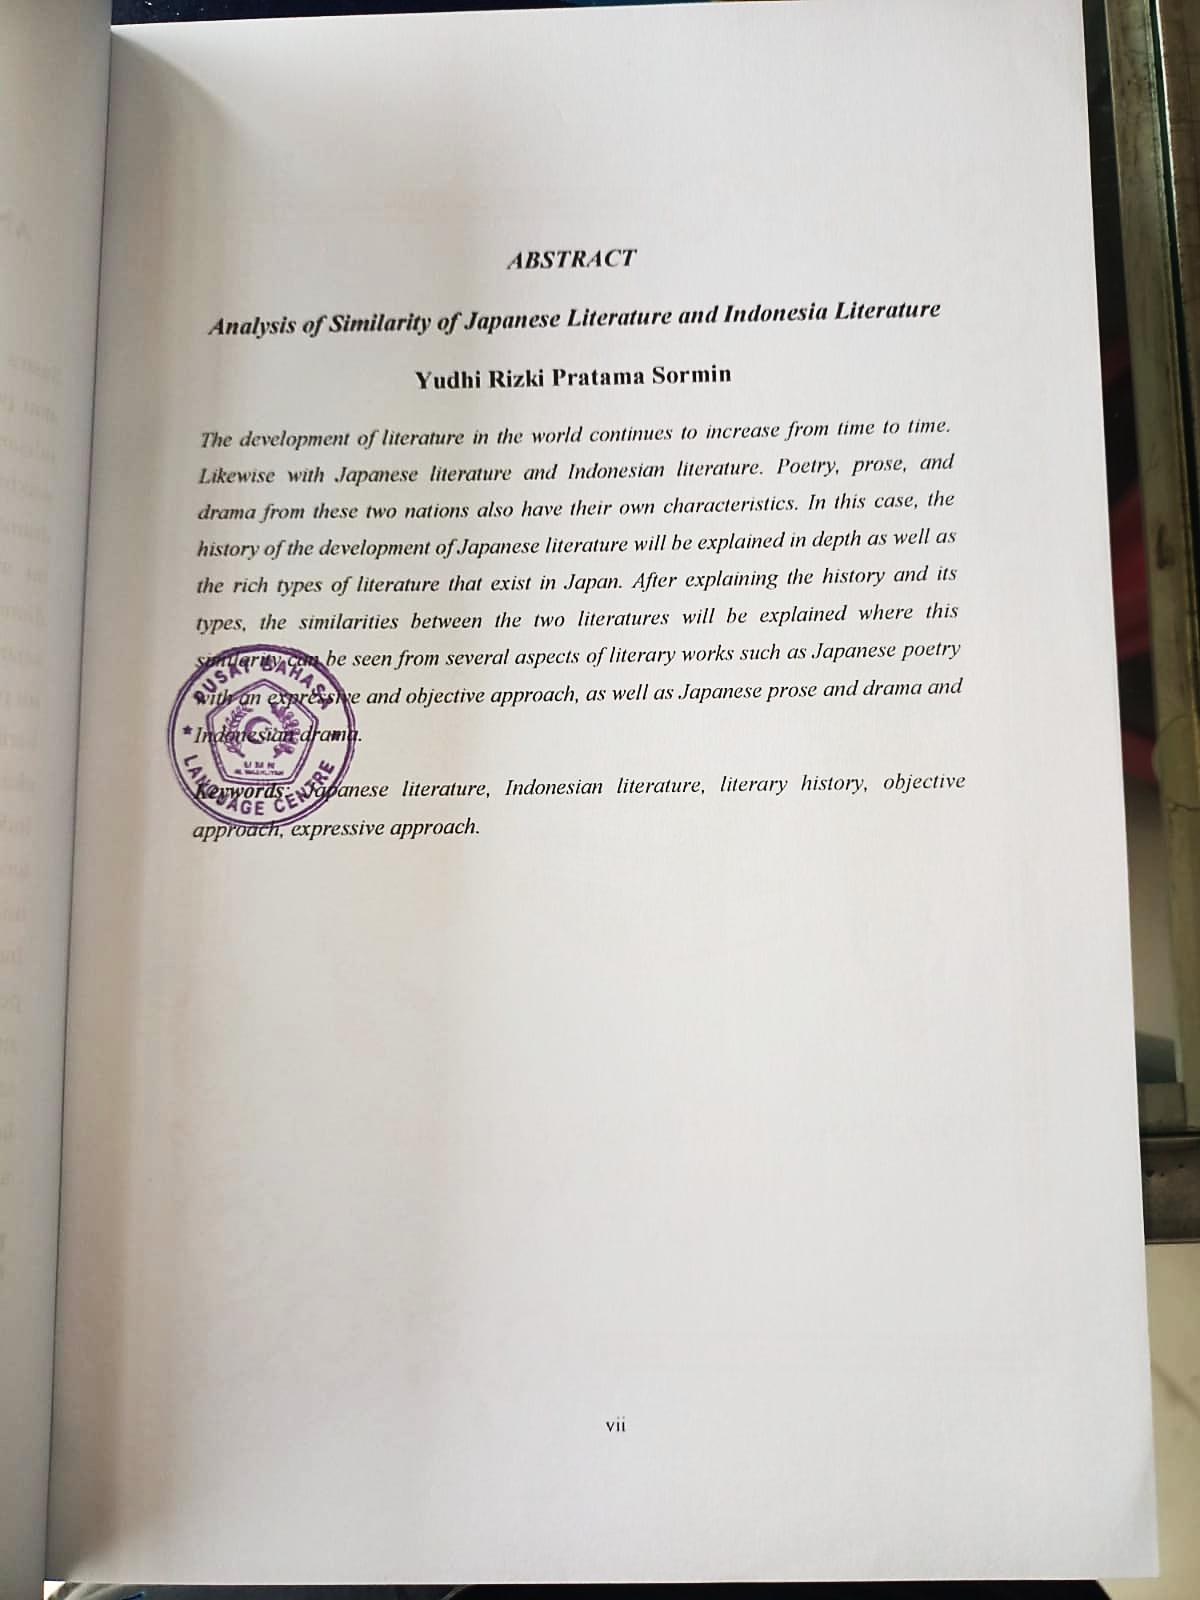 ABSTRACT
Analysis of Similarity of Japanese Literature and Indonesia Literature
Yudhi Rizki Pratama Sormin
The development of literature in the world continues to increase from time to time.
Likewise with Japanese literature and Indonesian literature. Poetry, prose, and
drama from these two nations also have their own characteristics. In this case, the
history of the development of Japanese literature will be explained in depth as well as
the rich types of literature that exist in Japan. After explaining the history and its
types, the similarities between the two literatures will be explained where this
similarity can be seen from several aspects of literary works such as Japanese poetry
with an expressive and objective approach, as well as Japanese prose and drama and
Indonesian drama.
Keywords: Japanese literature, Indonesian literature, literary history, objective
approach, expressive approach.
PUSAT BAHASA
UMN
AL WASHLIYAH
LANGUAGE CENTRE
vii